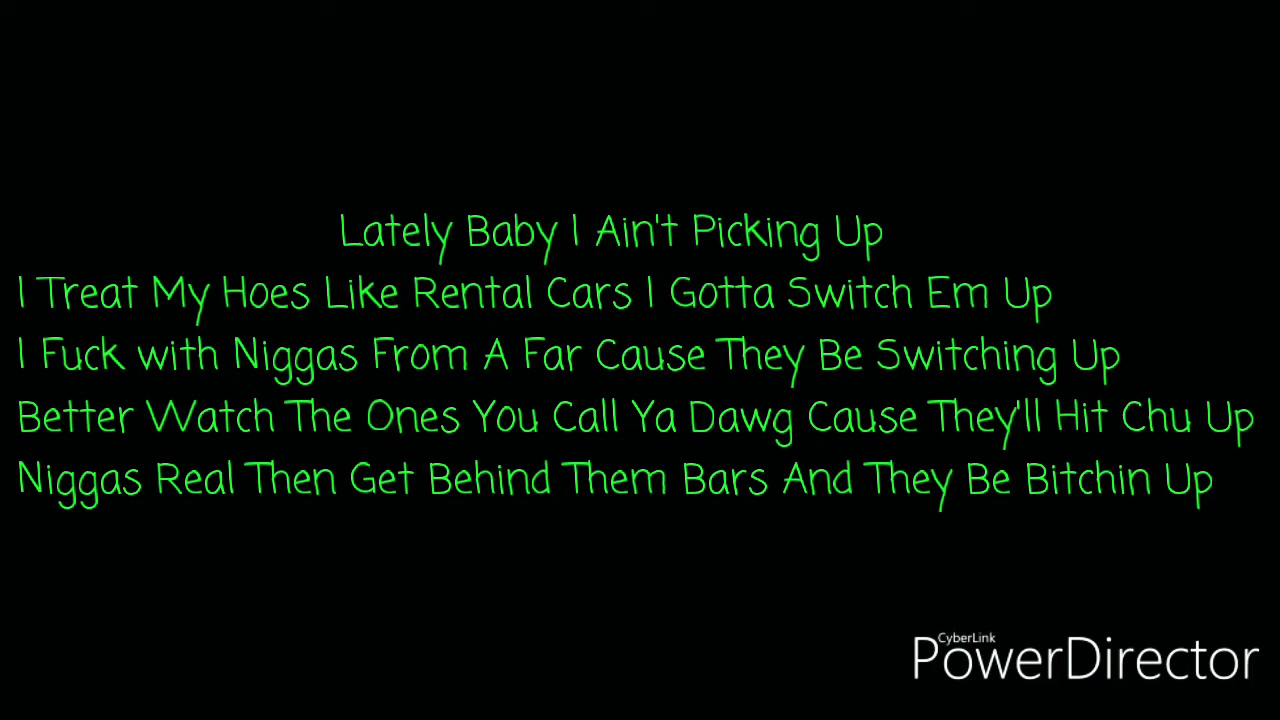 Lately Baby I Ain't Picking Up
I Treat My Hoes Like Rental Cars I Gotta Switch Em Up
I Fuck with Niggas From A Far Cause They Be Switching Up
Better Watch The Ones You Call Ya Dawg Cause They'll Hit Chu Up
Niggas Real Then Get Behind Them Bars And They Be Bitchin Up
CyberLink
PowerDirector